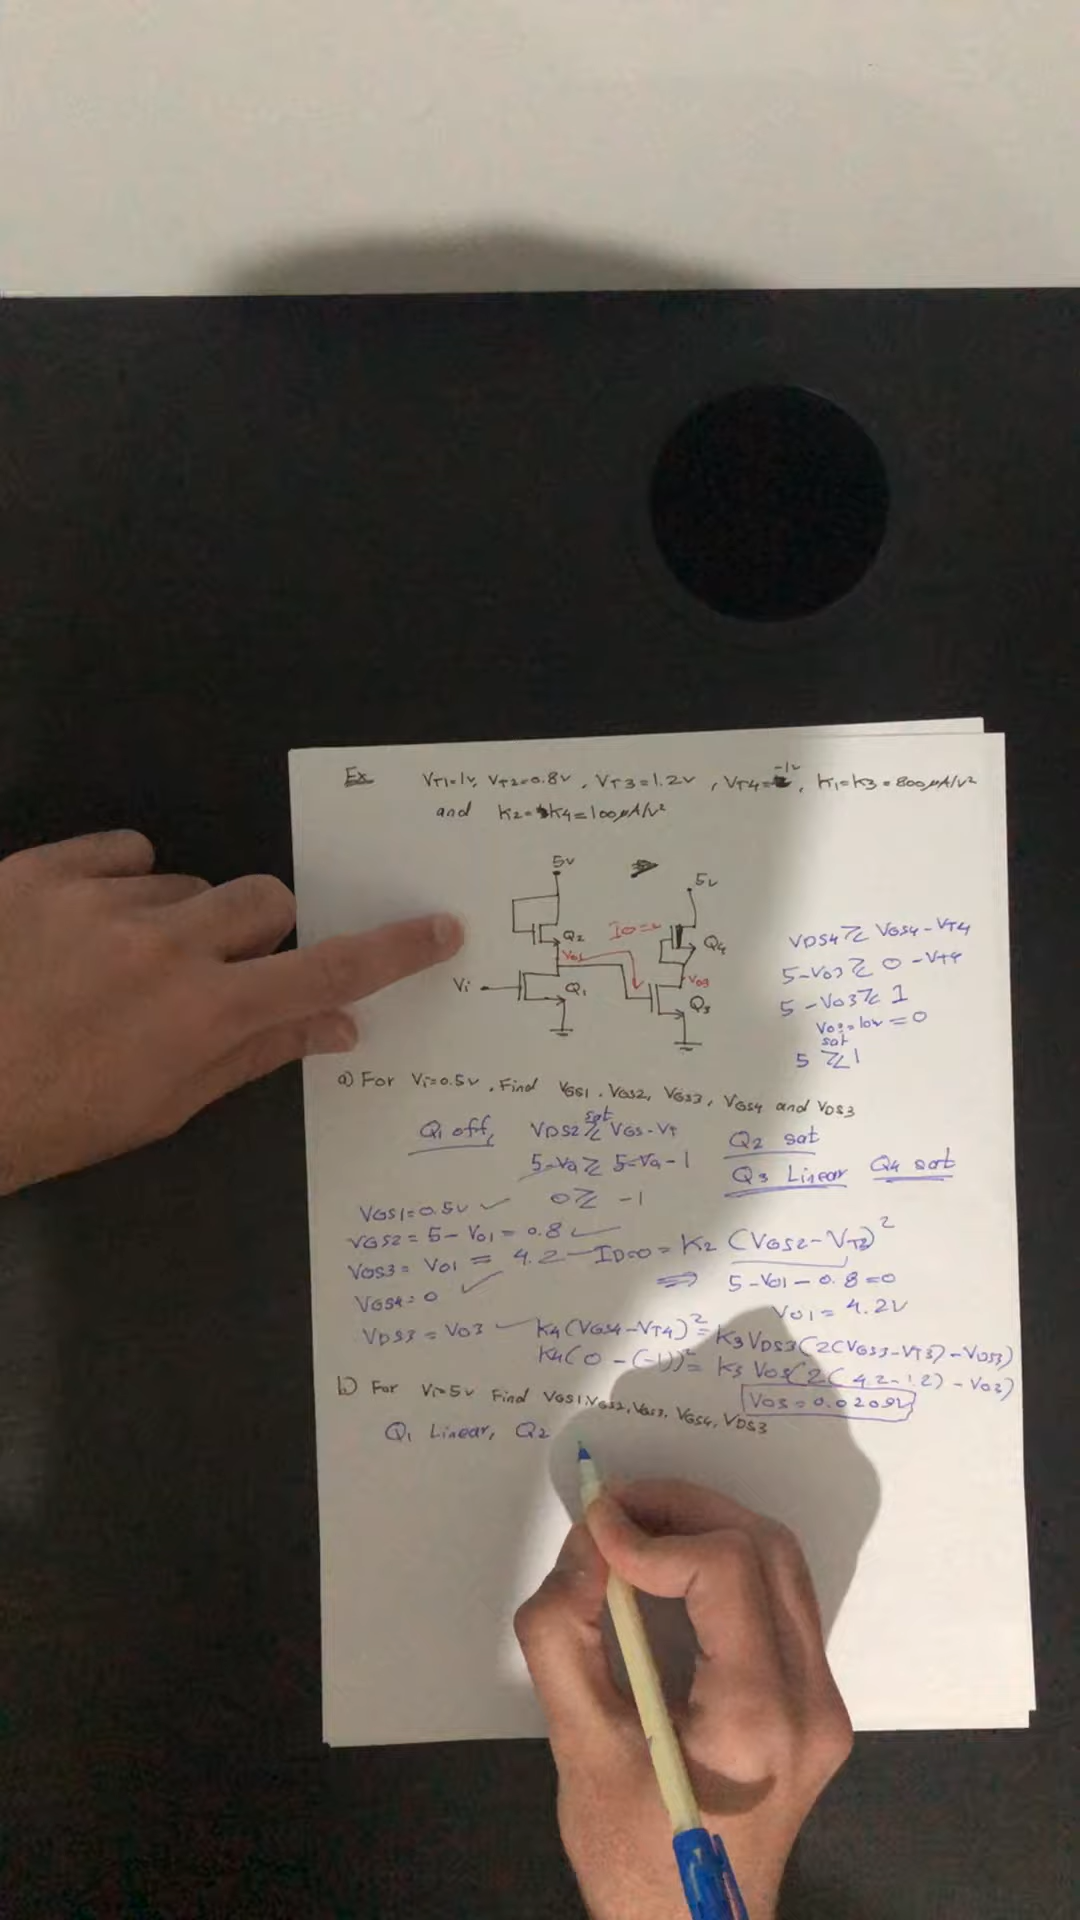 Ex VT1=1v, VT2=0.8v, VT3=1.2v, VT4=-1v, K1=K3=800μA/v²
and K2=K4=100μA/v²
5v
5v
Q2
I0=
Q4
Vo1
Vi
Q1
Vo3
Q3
VDS4 ≥ VGS4-VT4
5-Vo3 ≥ 0-VT4
5-Vo3 ≥ 1
Vo3=low=0
sat
5 ≥ 1
a) For Vi=0.5v. Find VGS1, VGS2, VGS3, VGS4 and VDS3
Q1 off, VDS2 sat ≥ VGS-VT Q2 sat
5-Vo ≥ 5-Vo-1 Q3 Linear Q4 sat
0 ≥ -1
VGS1=0.5v ✓
VGS2=5-Vo1=0.8 ✓
VGS3=Vo1=4.2 ID=0=K2(VGS2-VT2)²
⇒ 5-Vo1-0.8=0
VGS4=0 ✓
Vo1=4.2V
VDS3=Vo3 K4(VGS4-VT4)²=K3VDS3(2(VGS3-VT3)-VDS3)
K4(0-(-1))²=K3 Vo3(2(4.2-1.2)-Vo3)
Vo3=0.0209V
b) For Vi=5v Find VGS1, VGS2, VGS3, VGS4, VDS3
Q1 Linear, Q2